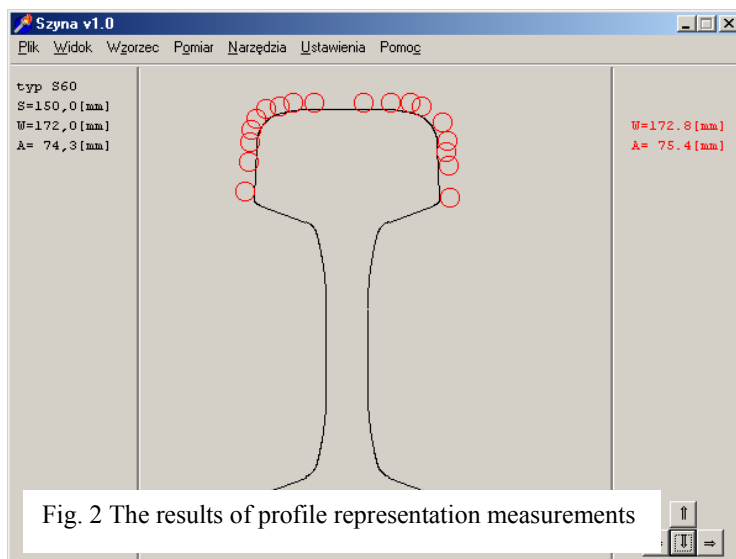 Szyna v1.0
Plik Widok Wzorzec Pomiar Narzędzia Ustawienia Pomoc
typ S60
S=150,0[mm]
W=172,0[mm]
A= 74,3[mm]
W=172.8[mm]
A= 75.4[mm]
Fig. 2 The results of profile representation measurements